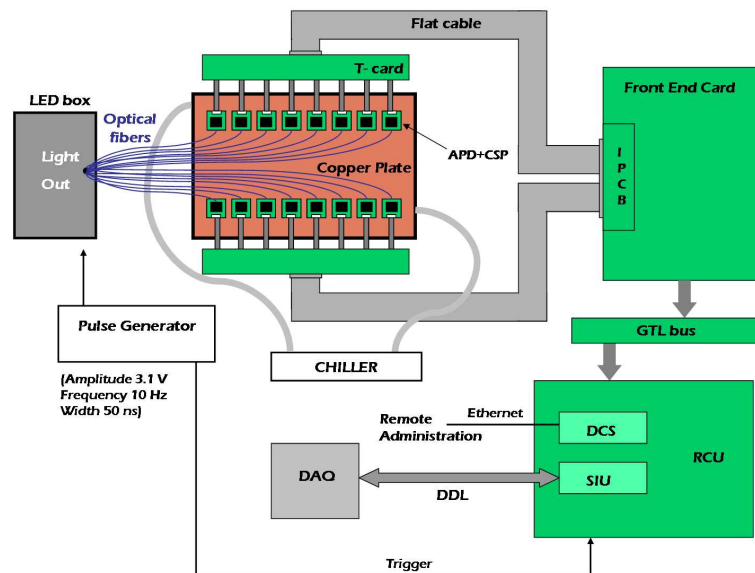 Flat cable
T- card
Front End Card
LED box
Optical
fibers
Light
Out
APD+CSP
Copper Plate
I
P
C
B
Pulse Generator
GTL bus
CHILLER
(Amplitude 3.1 V
Frequency 10 Hz
Width 50 ns)
Ethernet
Remote
Administration
DCS
RCU
DAQ
SIU
DDL
Trigger